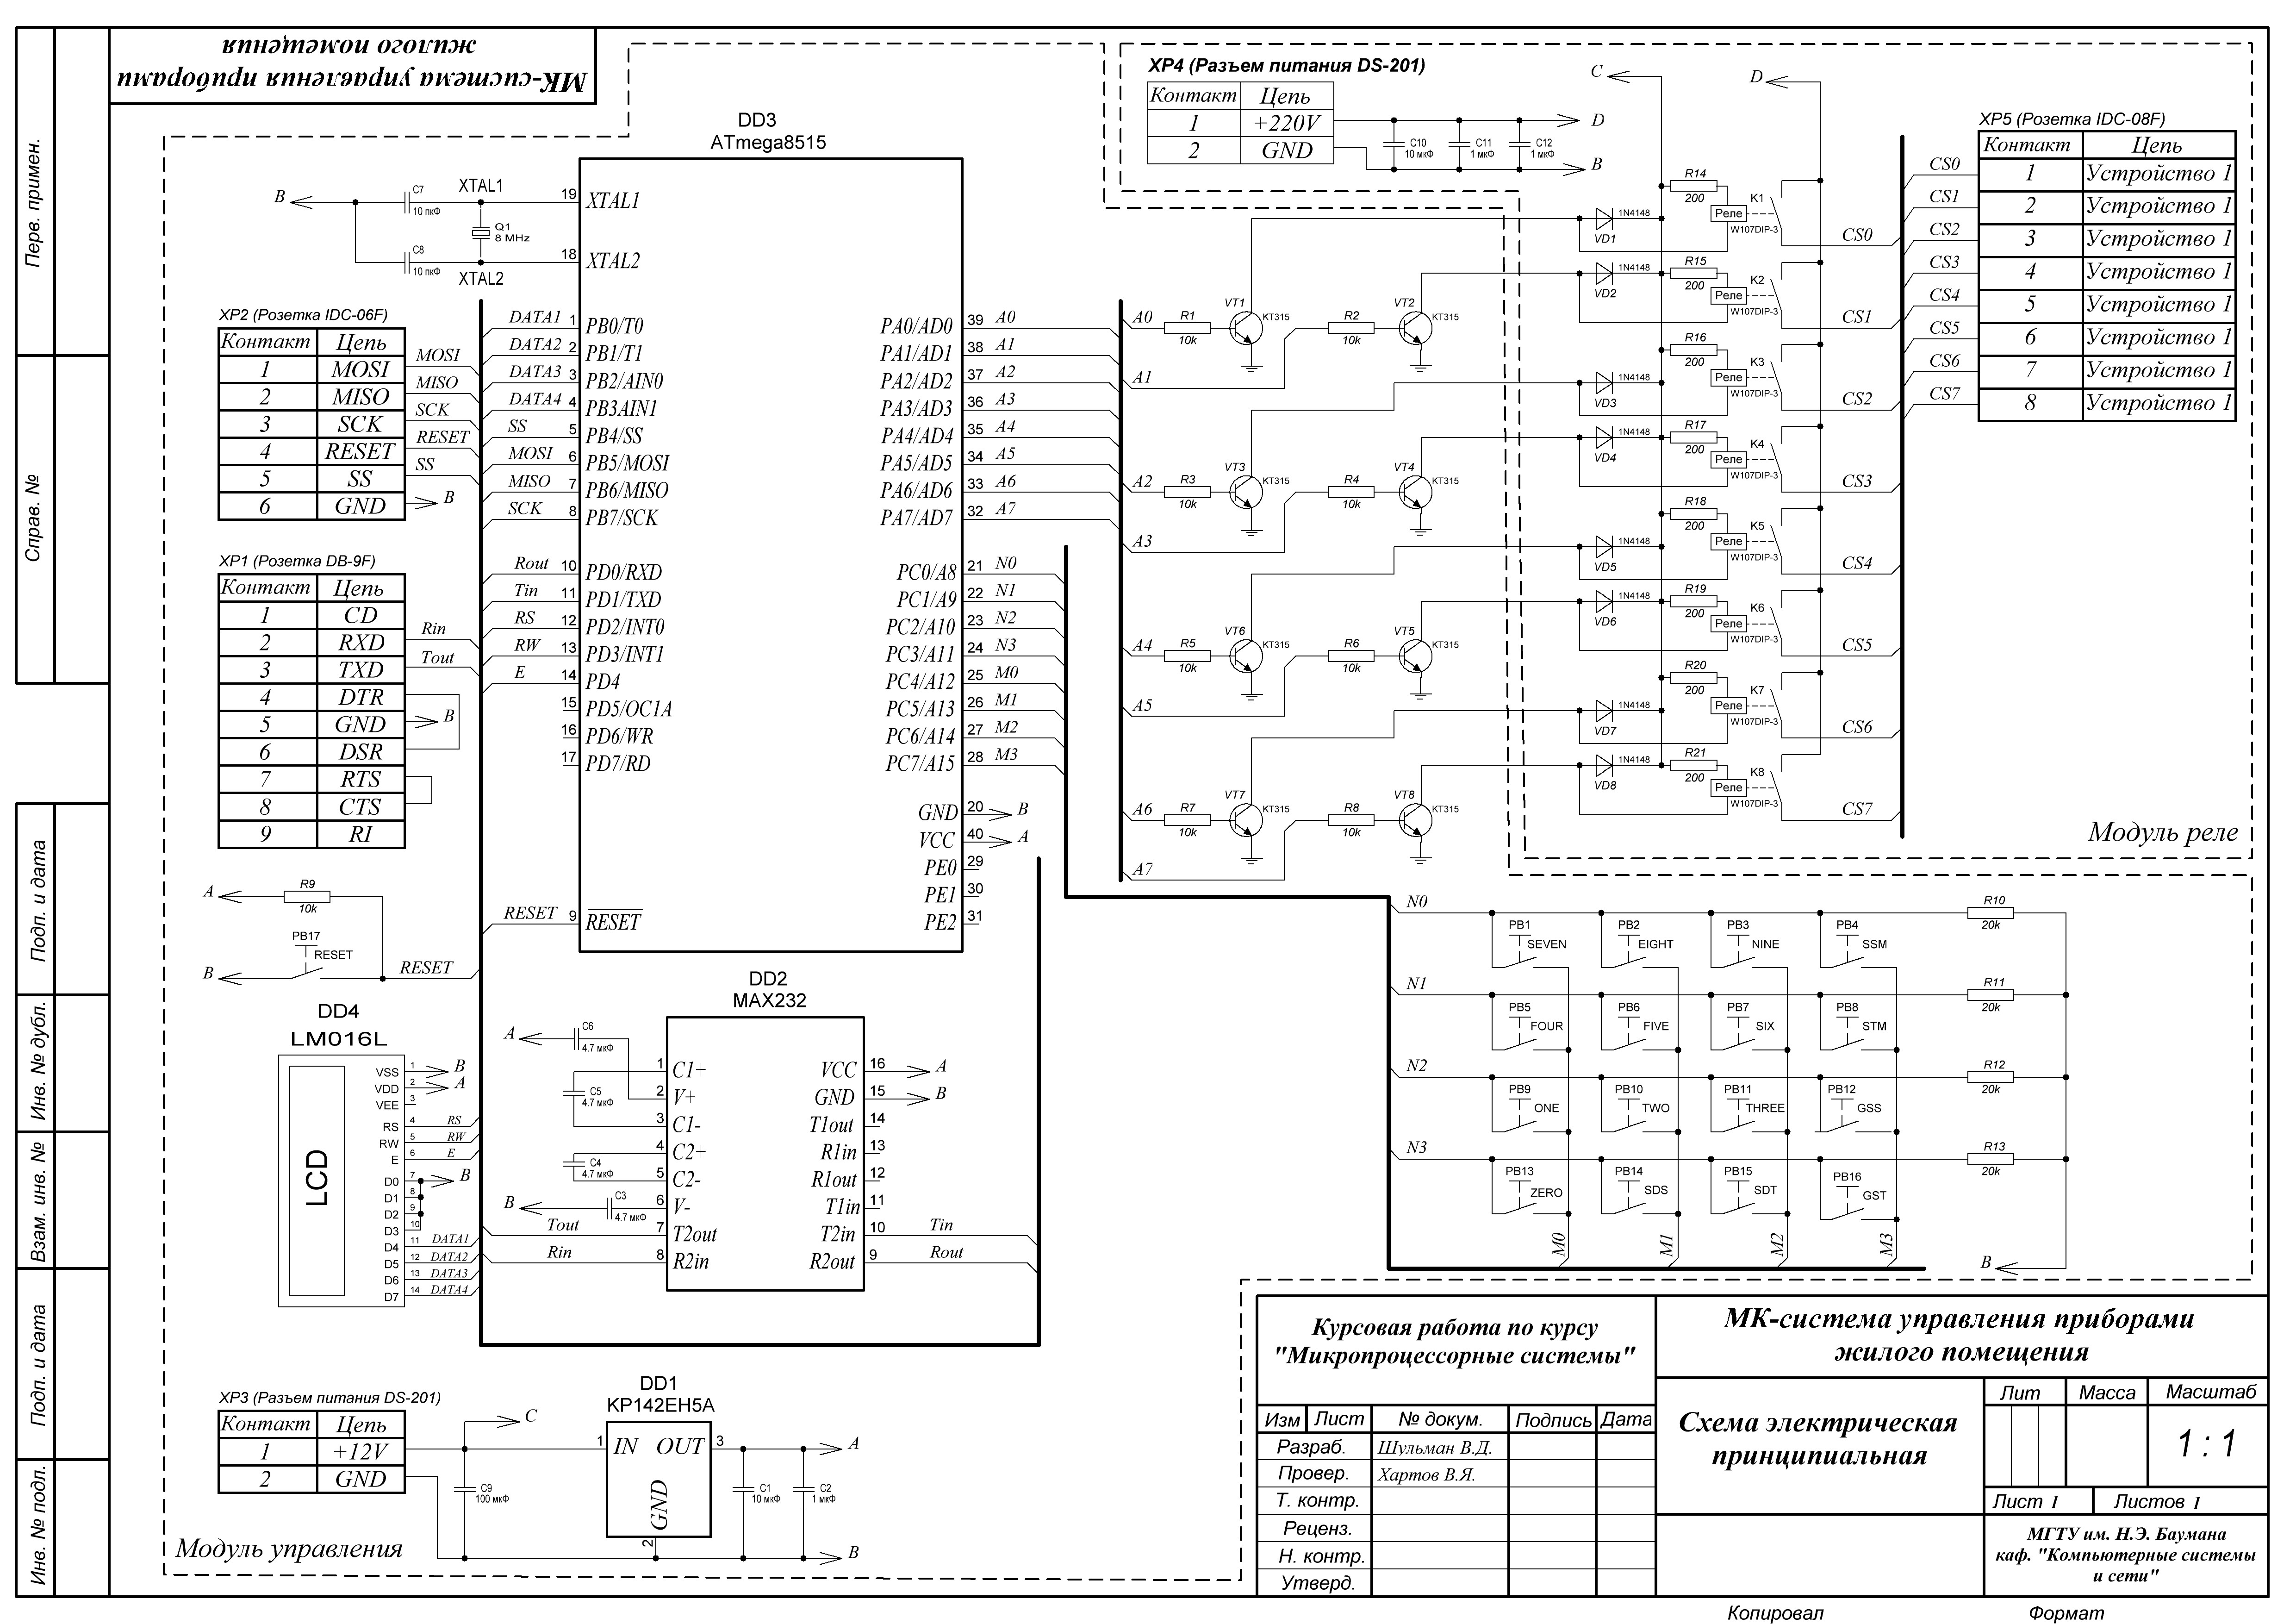 МК-система управления приборами
жилого помещения
Перв. примен.
Справ. №
Подп. и дата
Инв. № дубл.
Взам. инв. №
Подп. и дата
Инв. № подл.
DD3
ATmega8515
B
C7
10 пкФ
XTAL1
Q1
8 MHz
C8
10 пкФ
XTAL2
19 XTAL1
18 XTAL2
XP2 (Розетка IDC-06F)
Контакт Цепь
1 MOSI MOSI
2 MISO MISO
3 SCK SCK
4 RESET RESET
5 SS SS
6 GND B
XP1 (Розетка DB-9F)
Контакт Цепь
1 CD
2 RXD Rin
3 TXD Tout
4 DTR
5 GND B
6 DSR
7 RTS
8 CTS
9 RI
DATA1 1 PB0/T0
DATA2 2 PB1/T1
DATA3 3 PB2/AIN0
DATA4 4 PB3AIN1
SS 5 PB4/SS
MOSI 6 PB5/MOSI
MISO 7 PB6/MISO
SCK 8 PB7/SCK
Rout 10 PD0/RXD
Tin 11 PD1/TXD
RS 12 PD2/INT0
RW 13 PD3/INT1
E 14 PD4
15 PD5/OC1A
16 PD6/WR
17 PD7/RD
RESET 9 RESET
PA0/AD0 39 A0
PA1/AD1 38 A1
PA2/AD2 37 A2
PA3/AD3 36 A3
PA4/AD4 35 A4
PA5/AD5 34 A5
PA6/AD6 33 A6
PA7/AD7 32 A7
PC0/A8 21 N0
PC1/A9 22 N1
PC2/A10 23 N2
PC3/A11 24 N3
PC4/A12 25 M0
PC5/A13 26 M1
PC6/A14 27 M2
PC7/A15 28 M3
GND 20 B
VCC 40 A
PE0 29
PE1 30
PE2 31
A R9
10k
PB17
RESET
B RESET
DD4
LM016L
LCD
VSS 1 B
VDD 2 A
VEE 3
RS 4 RS
RW 5 RW
E 6 E
D0 7 B
D1 8
D2 9
D3 10
D4 11 DATA1
D5 12 DATA2
D6 13 DATA3
D7 14 DATA4
DD2
MAX232
A C6
4.7 мкФ
C5
4.7 мкФ
C4
4.7 мкФ
B C3
4.7 мкФ
1 C1+
2 V+
3 C1-
4 C2+
5 C2-
6 V-
Tout 7 T2out
Rin 8 R2in
VCC 16 A
GND 15 B
T1out 14
R1in 13
R1out 12
T1in 11
T2in 10 Tin
R2out 9 Rout
XP3 (Разъем питания DS-201)
Контакт Цепь
1 +12V
2 GND
C
C9
100 мкФ
DD1
КР142ЕН5А
1 IN OUT 3
GND
2
C1
10 мкФ
C2
1 мкФ
A
B
Модуль управления
XP4 (Разъем питания DS-201)
Контакт Цепь
1 +220V
2 GND
C10
10 мкФ
C11
1 мкФ
C12
1 мкФ
D
B
C
D
A0 R1
10k
VT1
КТ315
A1 R2
10k
VT2
КТ315
A2 R3
10k
VT3
КТ315
A3 R4
10k
VT4
КТ315
A4 R5
10k
VT6
КТ315
A5 R6
10k
VT5
КТ315
A6 R7
10k
VT7
КТ315
A7 R8
10k
VT8
КТ315
1N4148
VD1
R14
200
Реле
K1
W107DIP-3
CS0
1N4148
VD2
R15
200
Реле
K2
W107DIP-3
CS1
1N4148
VD3
R16
200
Реле
K3
W107DIP-3
CS2
1N4148
VD4
R17
200
Реле
K4
W107DIP-3
CS3
1N4148
VD5
R18
200
Реле
K5
W107DIP-3
CS4
1N4148
VD6
R19
200
Реле
K6
W107DIP-3
CS5
1N4148
VD7
R20
200
Реле
K7
W107DIP-3
CS6
1N4148
VD8
R21
200
Реле
K8
W107DIP-3
CS7
XP5 (Розетка IDC-08F)
Контакт Цепь
CS0 1 Устройство 1
CS1 2 Устройство 1
CS2 3 Устройство 1
CS3 4 Устройство 1
CS4 5 Устройство 1
CS5 6 Устройство 1
CS6 7 Устройство 1
CS7 8 Устройство 1
Модуль реле
N0
PB1 PB2 PB3 PB4
SEVEN EIGHT NINE SSM
R10
20k
N1
PB5 PB6 PB7 PB8
FOUR FIVE SIX STM
R11
20k
N2
PB9 PB10 PB11 PB12
ONE TWO THREE GSS
R12
20k
N3
PB13 PB14 PB15 PB16
ZERO SDS SDT GST
R13
20k
M0 M1 M2 M3
B
Курсовая работа по курсу
"Микропроцессорные системы"
МК-система управления приборами
жилого помещения
Изм Лист № докум. Подпись Дата
Разраб. Шульман В.Д.
Провер. Хартов В.Я.
Т. контр.
Реценз.
Н. контр.
Утверд.
Схема электрическая
принципиальная
Лит Масса Масштаб
1 : 1
Лист 1 Листов 1
МГТУ им. Н.Э. Баумана
каф. "Компьютерные системы
и сети"
Копировал Формат